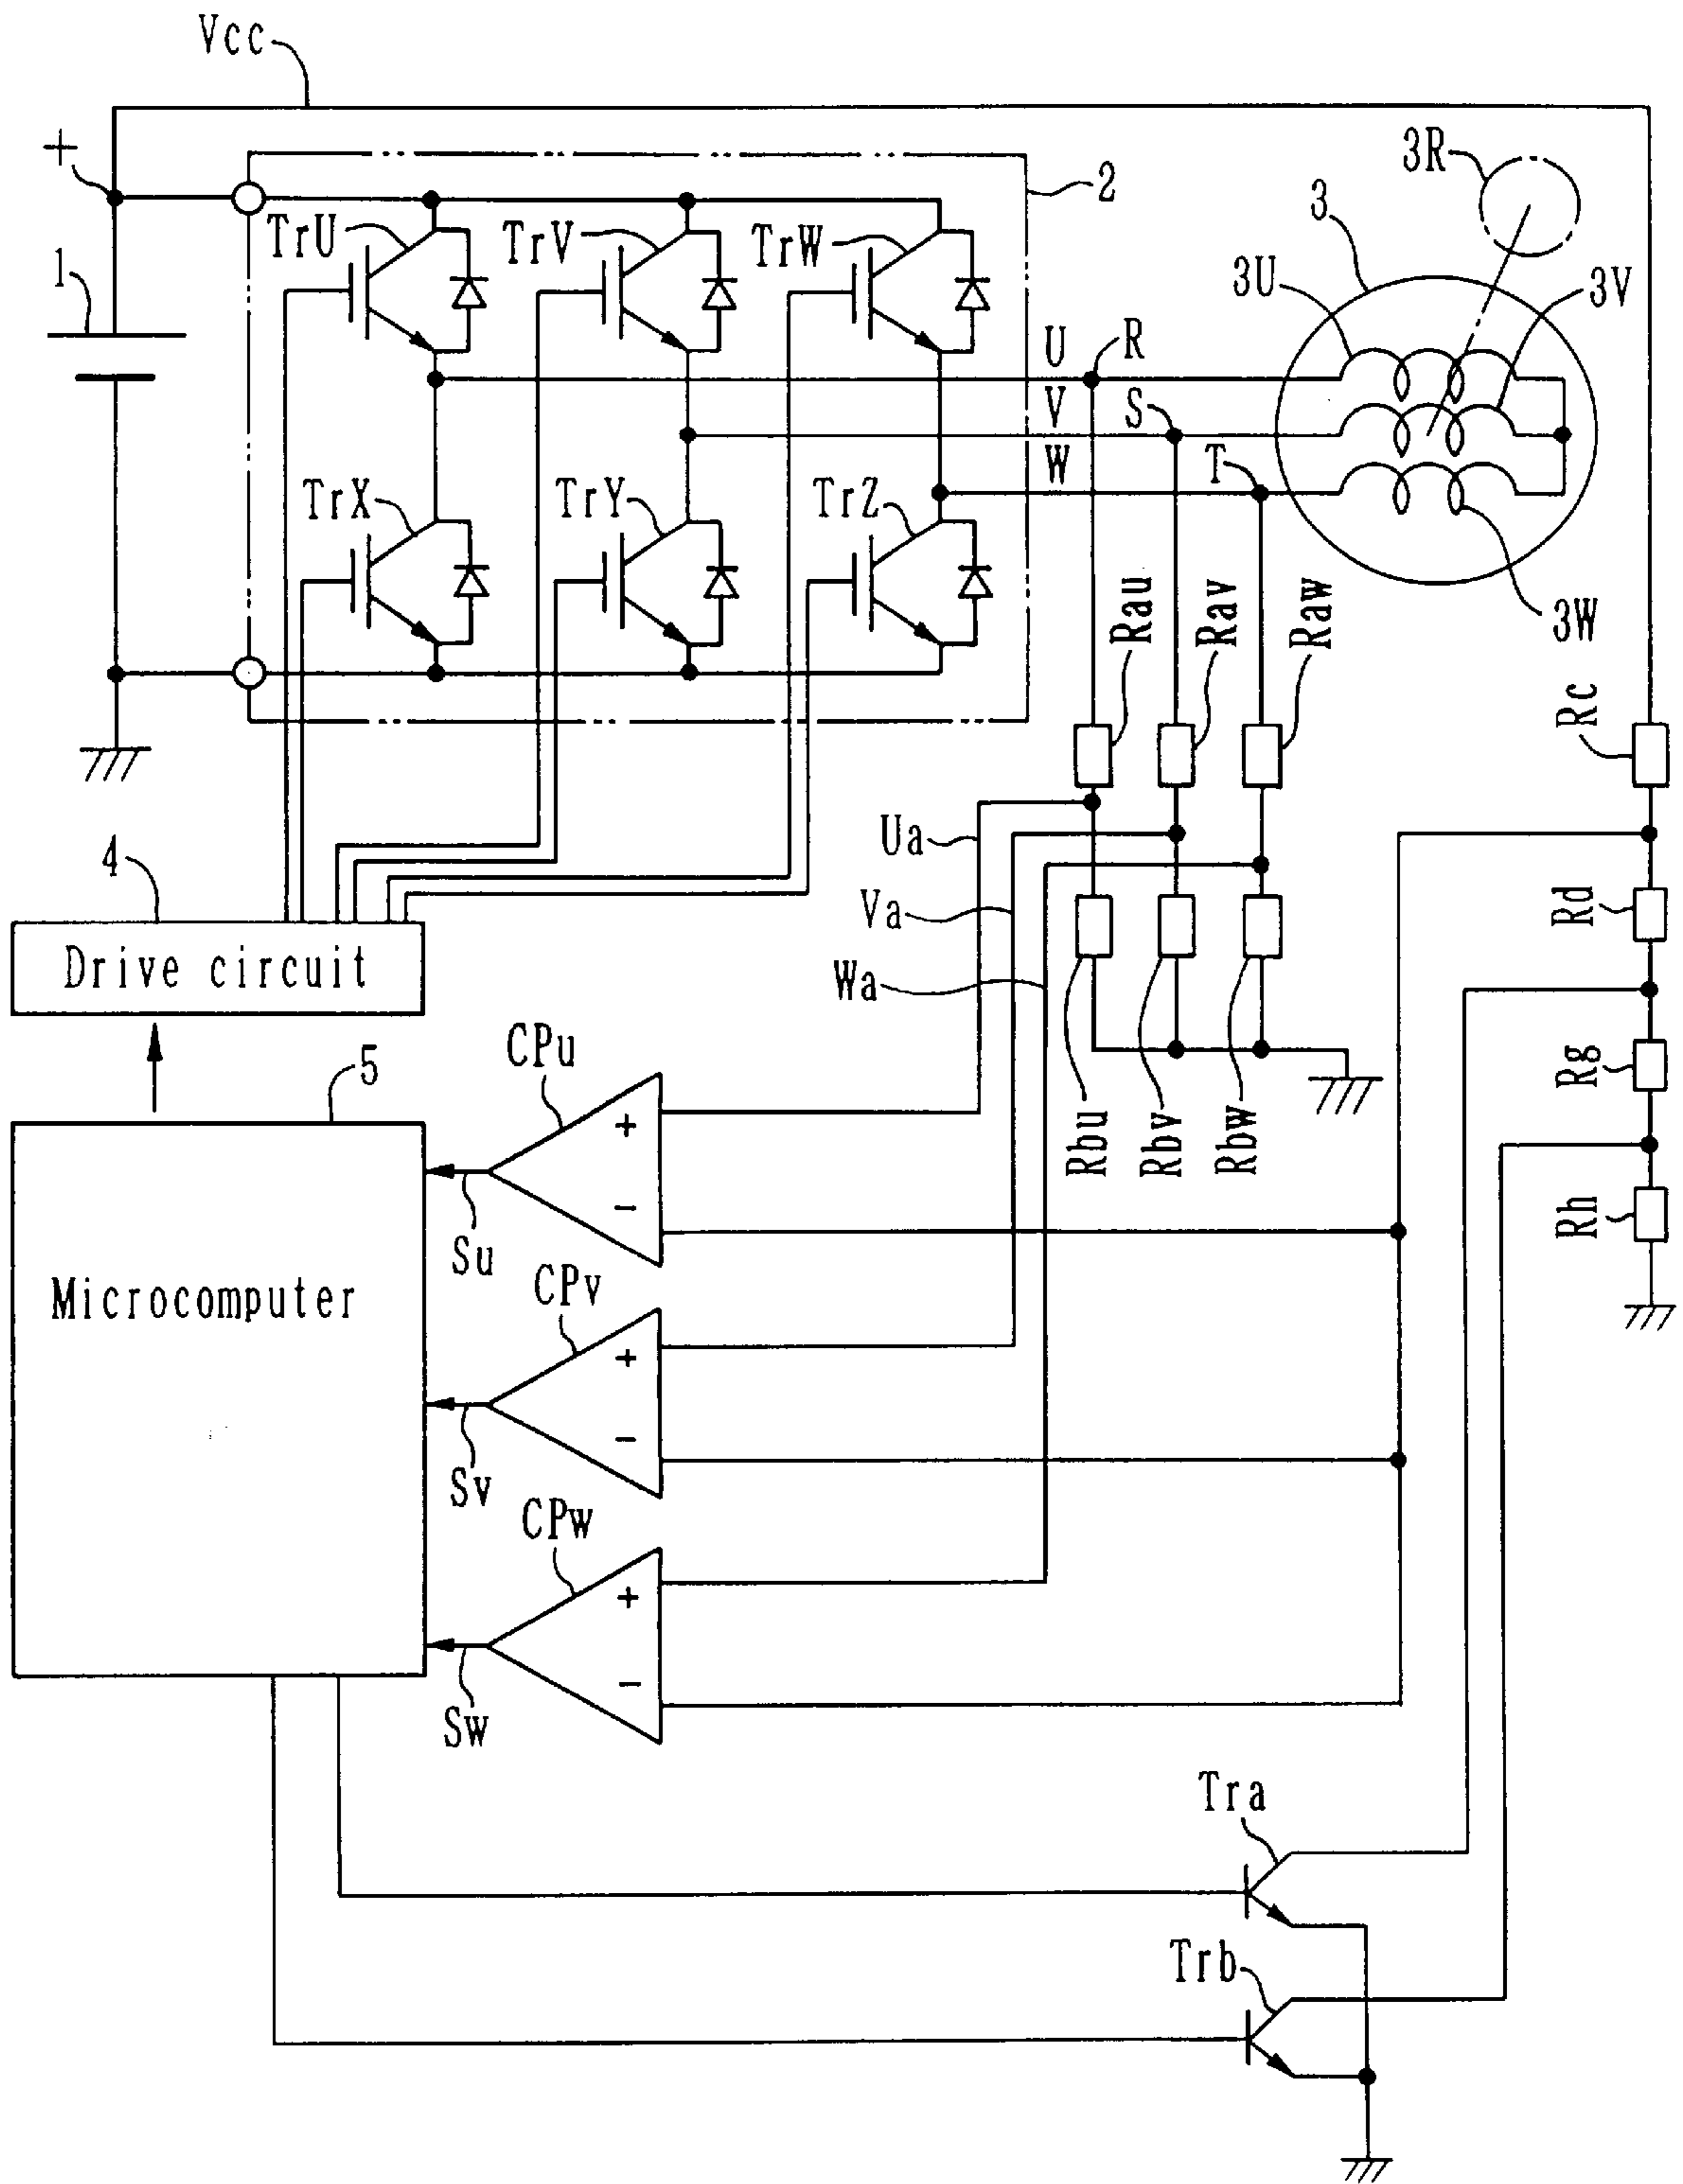 Vcc
+
3R
2
3
TrU
TrV
TrW
1
3U
3V
U
R
V
S
W
T
TrX
TrY
TrZ
Rau
Rav
Raw
3W
Rc
4
Ua
Va
Rd
Drive circuit
Wa
CPu
5
Rg
Rbu
Rbv
Rbw
+
-
Su
Rh
Microcomputer
CPv
+
-
Sv
CPw
+
-
Sw
Tra
Trb